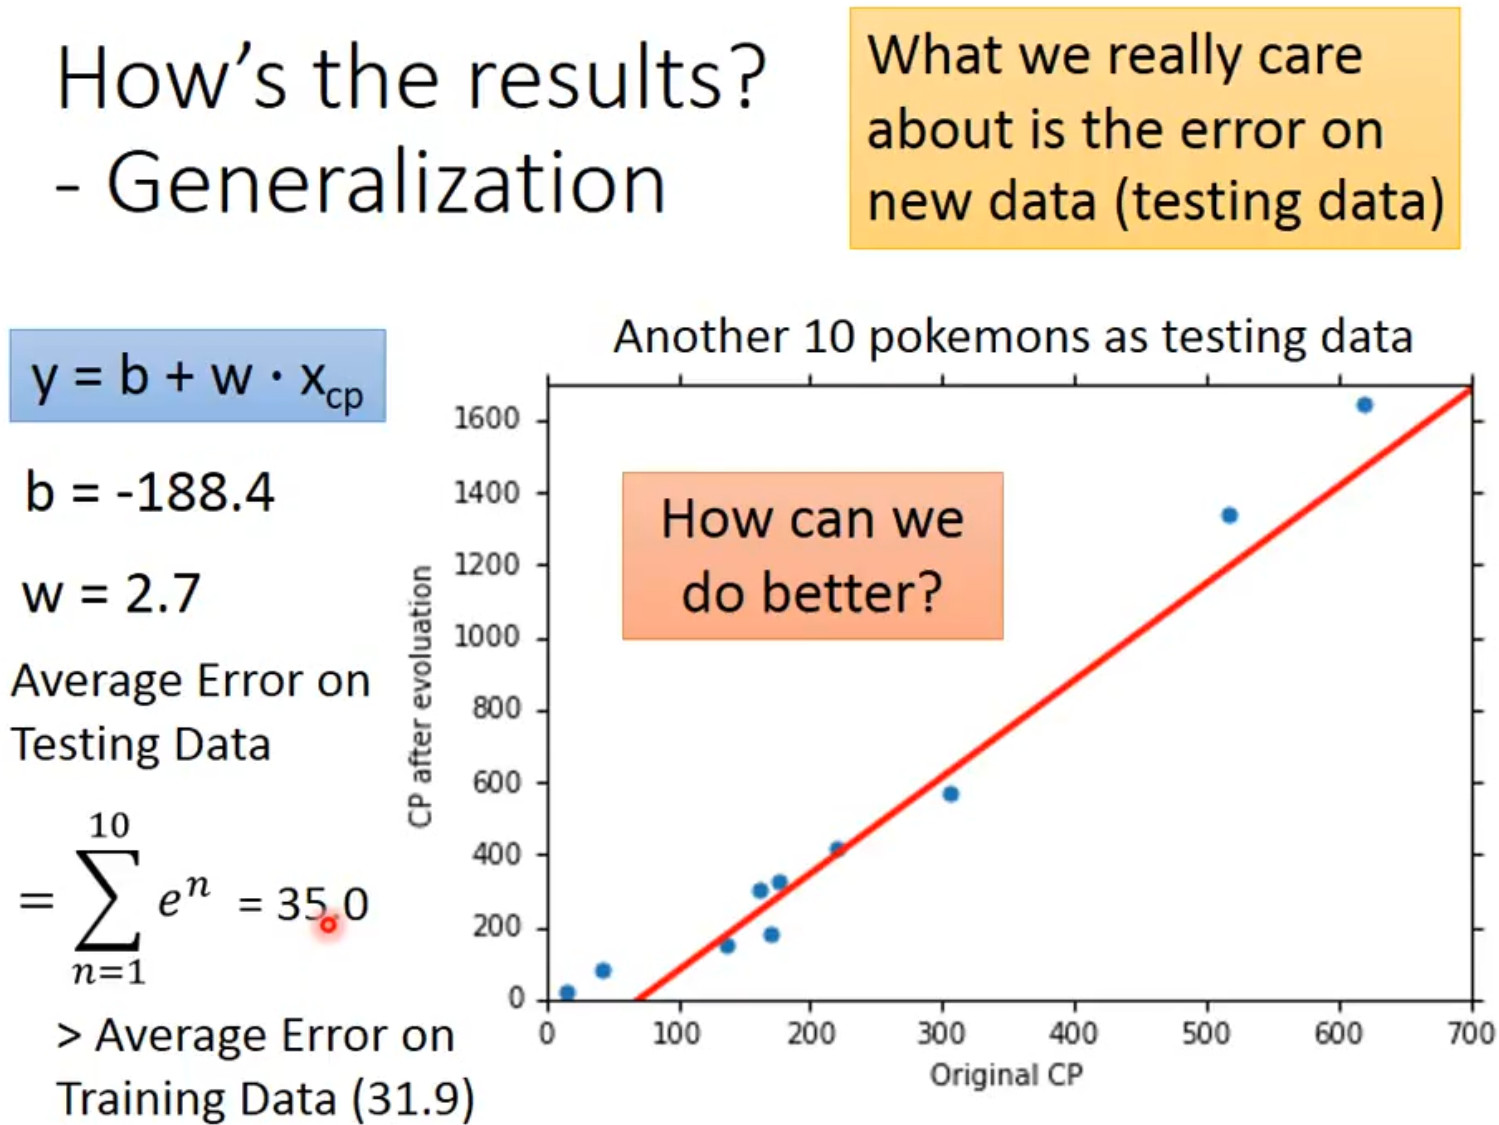 How's the results?
- Generalization
What we really care
about is the error on
new data (testing data)
y = b + w · x_cp
b = -188.4
w = 2.7
Average Error on
Testing Data
= \sum_{n=1}^{10} e^n = 35.0
> Average Error on
Training Data (31.9)
Another 10 pokemons as testing data
How can we
do better?
CP after evoluation
1600
1400
1200
1000
800
600
400
200
0
0 100 200 300 400 500 600 700
Original CP